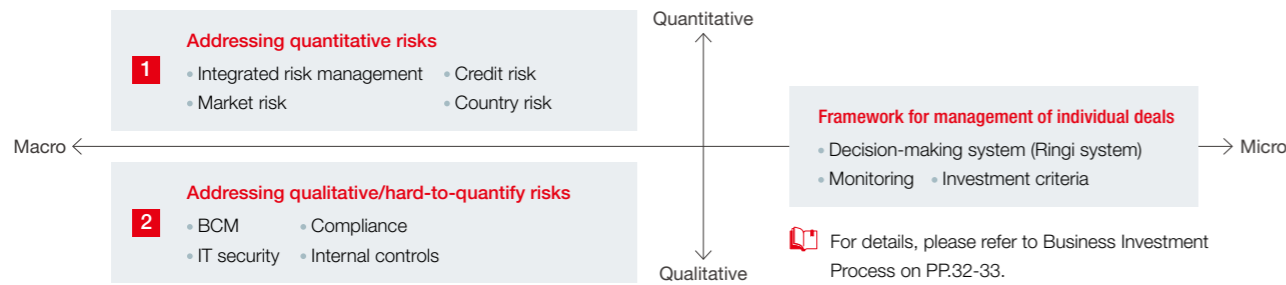 Quantitative
1
Addressing quantitative risks
• Integrated risk management • Credit risk
• Market risk • Country risk
Macro
Micro
Framework for management of individual deals
• Decision-making system (Ringi system)
• Monitoring • Investment criteria
2
Addressing qualitative/hard-to-quantify risks
• BCM • Compliance
• IT security • Internal controls
Qualitative
For details, please refer to Business Investment
Process on PP.32-33.